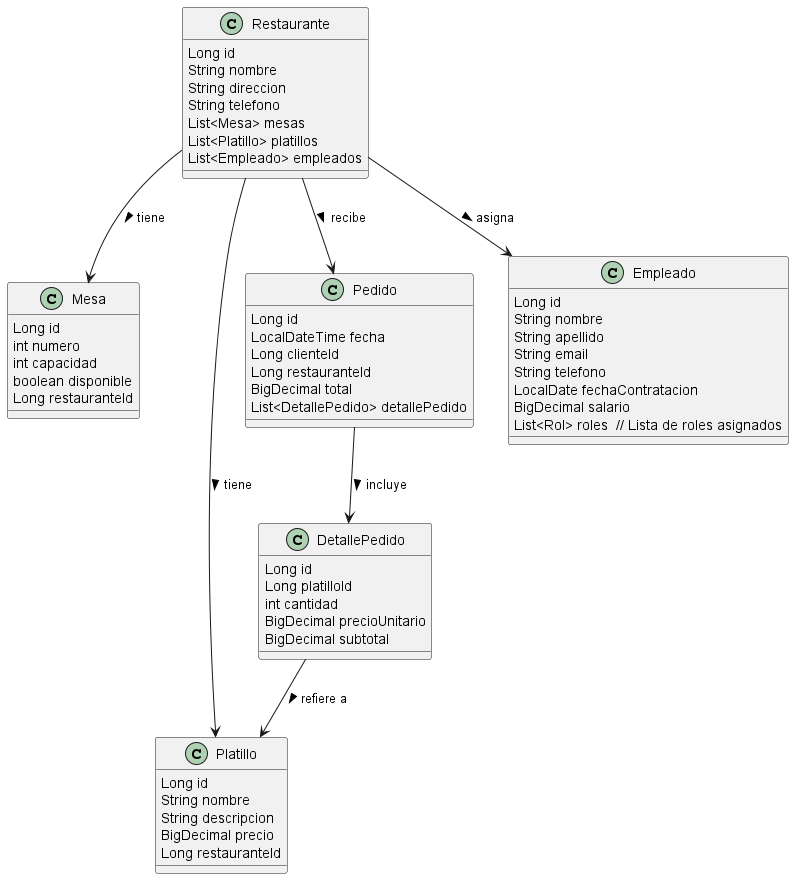 C Restaurante
Long id
String nombre
String direccion
String telefono
List<Mesa> mesas
List<Platillo> platillos
List<Empleado> empleados
tiene
recibe
asigna
C Mesa
Long id
int numero
int capacidad
boolean disponible
Long restauranteId
C Pedido
Long id
LocalDateTime fecha
Long clienteId
Long restauranteId
BigDecimal total
List<DetallePedido> detallePedido
C Empleado
Long id
String nombre
String apellido
String email
String telefono
LocalDate fechaContratacion
BigDecimal salario
List<Rol> roles  // Lista de roles asignados
tiene
incluye
C DetallePedido
Long id
Long platilloId
int cantidad
BigDecimal precioUnitario
BigDecimal subtotal
refiere a
C Platillo
Long id
String nombre
String descripcion
BigDecimal precio
Long restauranteId